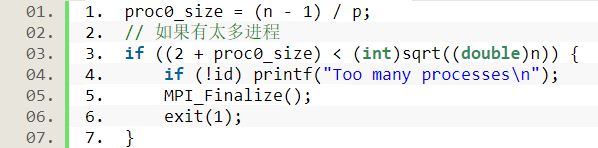 01. 1. proc0_size = (n - 1) / p;
02. 2. // 如果有太多进程
03. 3. if ((2 + proc0_size) < (int)sqrt((double)n)) {
04. 4.     if (!id) printf("Too many processes\n");
05. 5.     MPI_Finalize();
06. 6.     exit(1);
07. 7. }